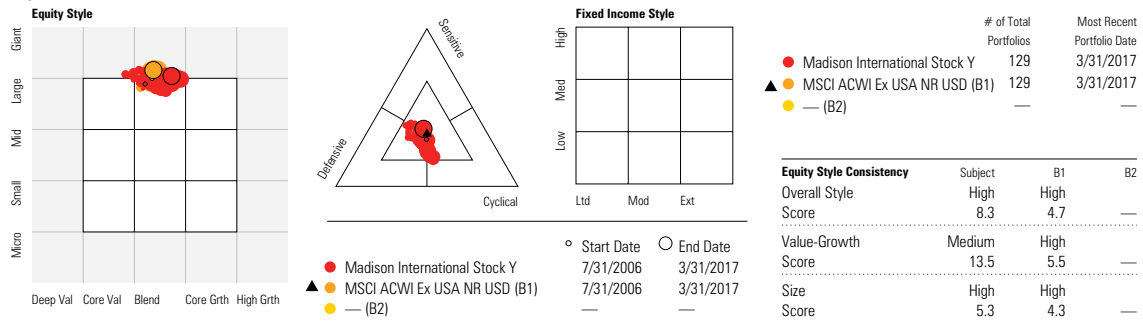 Equity Style
Giant
Large
Mid
Small
Micro
Deep Val Core Val Blend Core Grth High Grth
Sensitive
Defensive
Cyclical
Start Date End Date
Madison International Stock Y 7/31/2006 3/31/2017
MSCI ACWI Ex USA NR USD (B1) 7/31/2006 3/31/2017
— (B2) — —
Fixed Income Style
High
Med
Low
Ltd Mod Ext
# of Total Most Recent
Portfolios Portfolio Date
Madison International Stock Y 129 3/31/2017
MSCI ACWI Ex USA NR USD (B1) 129 3/31/2017
— (B2) — —
Equity Style Consistency Subject B1 B2
Overall Style High High
Score 8.3 4.7 —
Value-Growth Medium High
Score 13.5 5.5 —
Size High High
Score 5.3 4.3 —